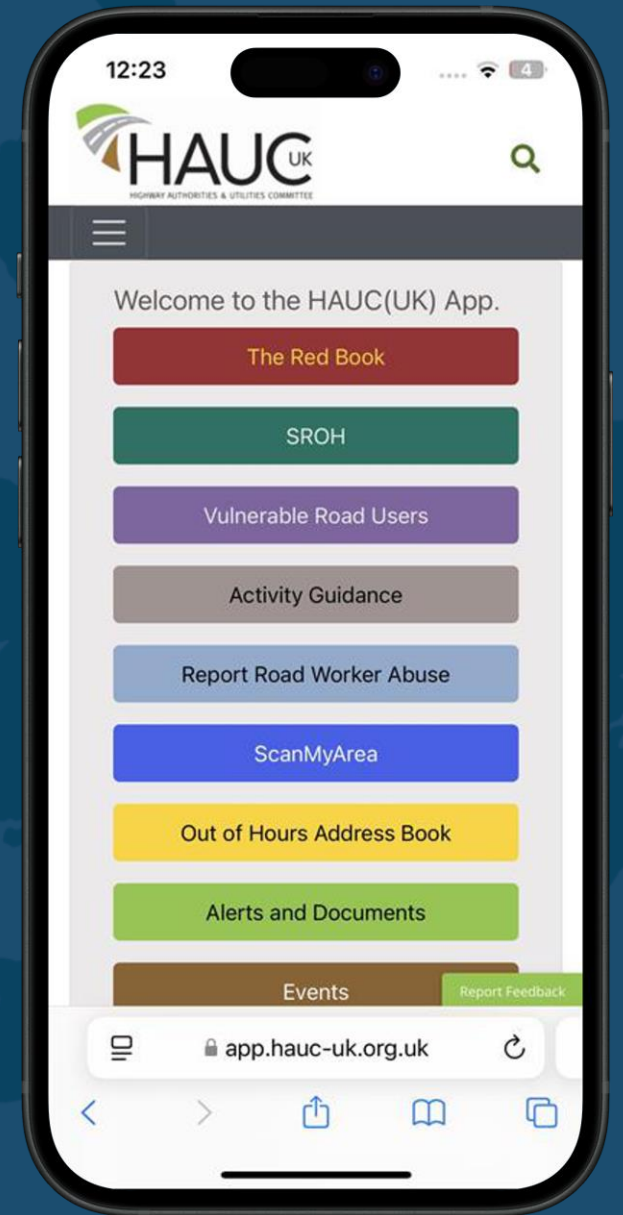 12:23
4
HAUC UK
HIGHWAY AUTHORITIES & UTILITIES COMMITTEE
Welcome to the HAUC(UK) App.
The Red Book
SROH
Vulnerable Road Users
Activity Guidance
Report Road Worker Abuse
ScanMyArea
Out of Hours Address Book
Alerts and Documents
Events
Report Feedback
app.hauc-uk.org.uk